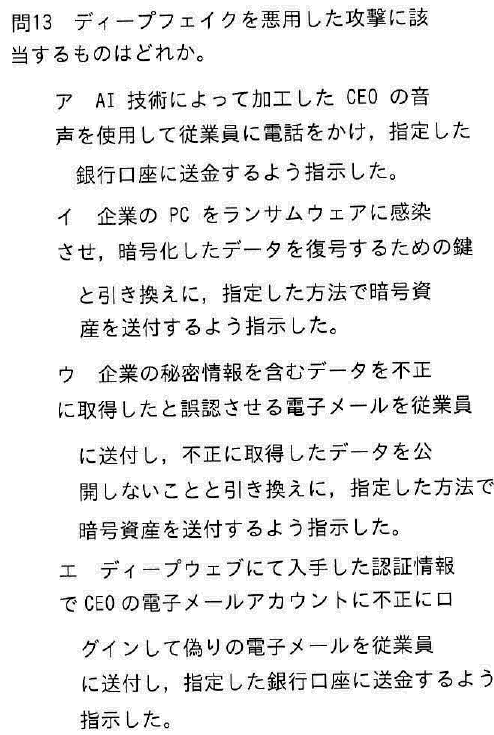 問13　ディープフェイクを悪用した攻撃に該
当するものはどれか。
ア　AI 技術によって加工した CEO の音
声を使用して従業員に電話をかけ，指定した
銀行口座に送金するよう指示した。
イ　企業の PC をランサムウェアに感染
させ，暗号化したデータを復号するための鍵
と引き換えに，指定した方法で暗号資
産を送付するよう指示した。
ウ　企業の秘密情報を含むデータを不正
に取得したと誤認させる電子メールを従業員
に送付し，不正に取得したデータを公
開しないことと引き換えに，指定した方法で
暗号資産を送付するよう指示した。
エ　ディープウェブにて入手した認証情報
でCEOの電子メールアカウントに不正にロ
グインして偽りの電子メールを従業員
に送付し，指定した銀行口座に送金するよう
指示した。